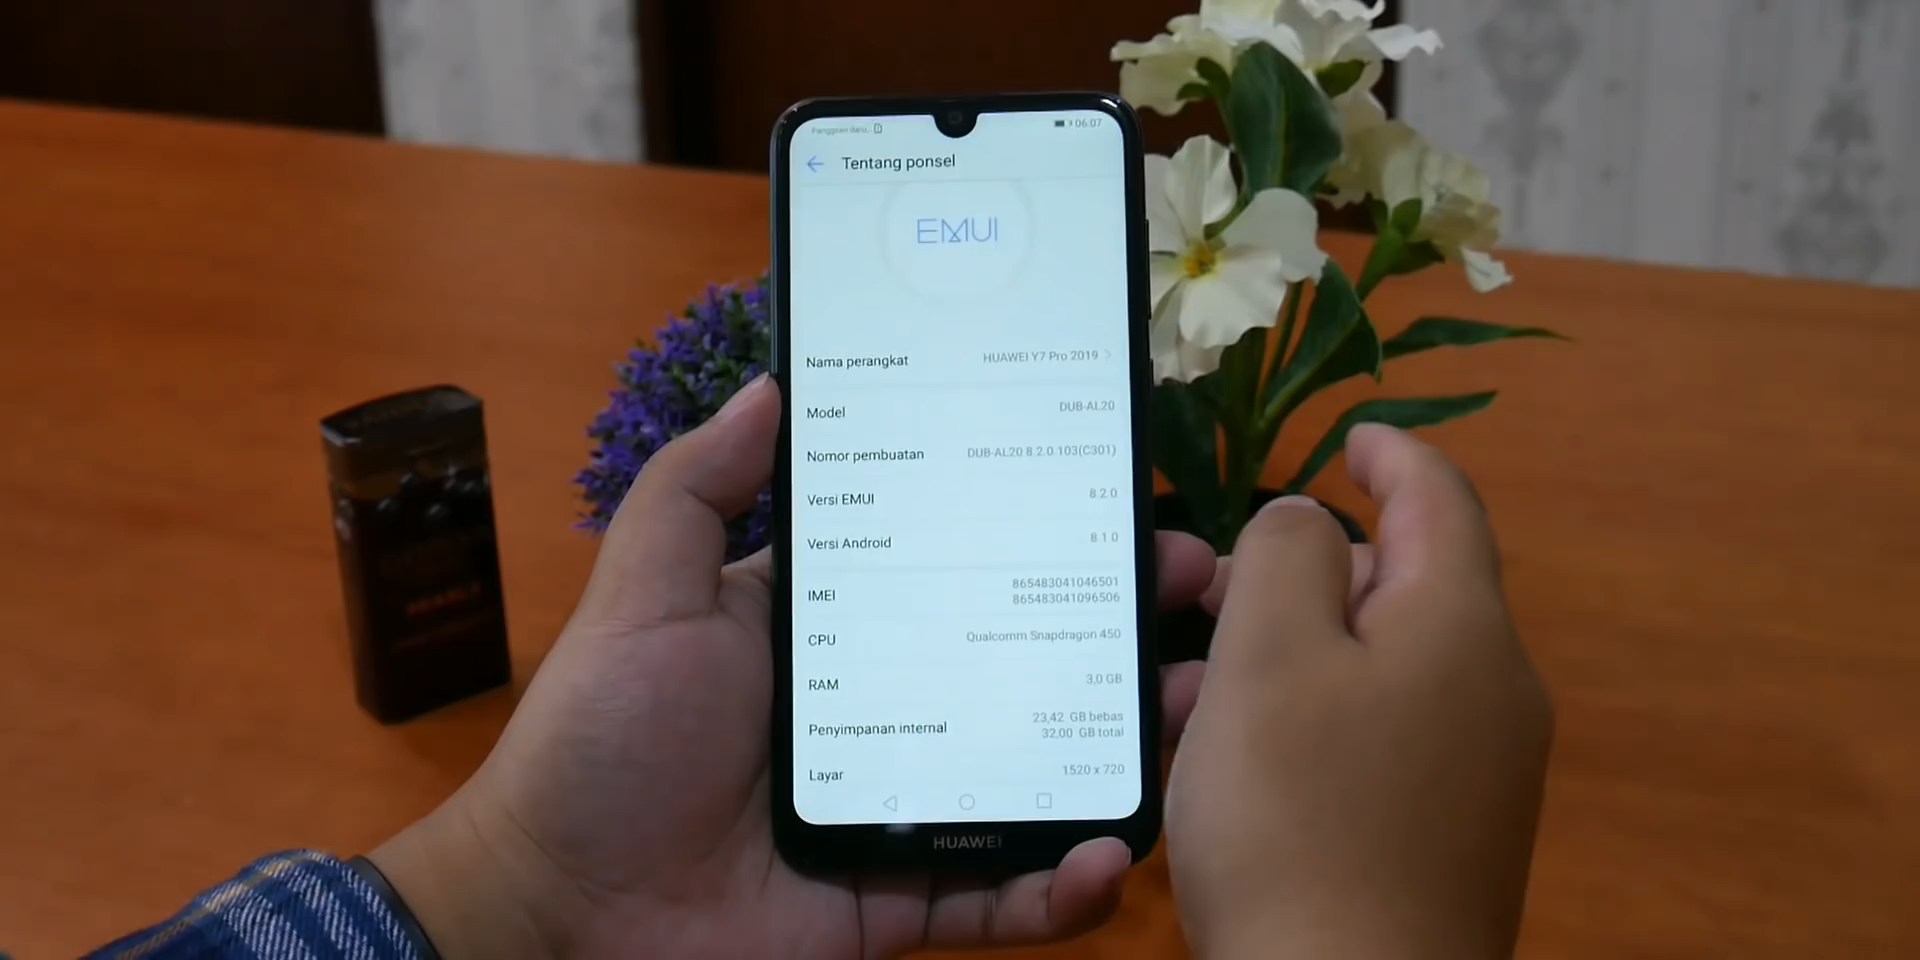 Panggilan daru...
06:07
Tentang ponsel
EMUI
Nama perangkat HUAWEI Y7 Pro 2019
Model DUB-AL20
Nomor pembuatan DUB-AL20 8.2.0.103(C301)
Versi EMUI 8.2.0
Versi Android 8.1.0
IMEI 865483041046501
865483041096506
CPU Qualcomm Snapdragon 450
RAM 3,0 GB
Penyimpanan internal 23,42 GB bebas
32,00 GB total
Layar 1520 x 720
HUAWEI